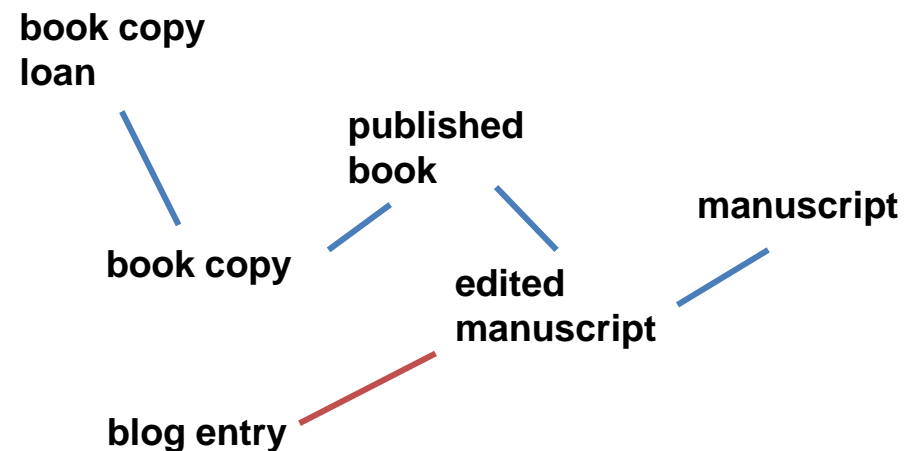 book copy
loan
published
book
manuscript
book copy
edited
manuscript
blog entry